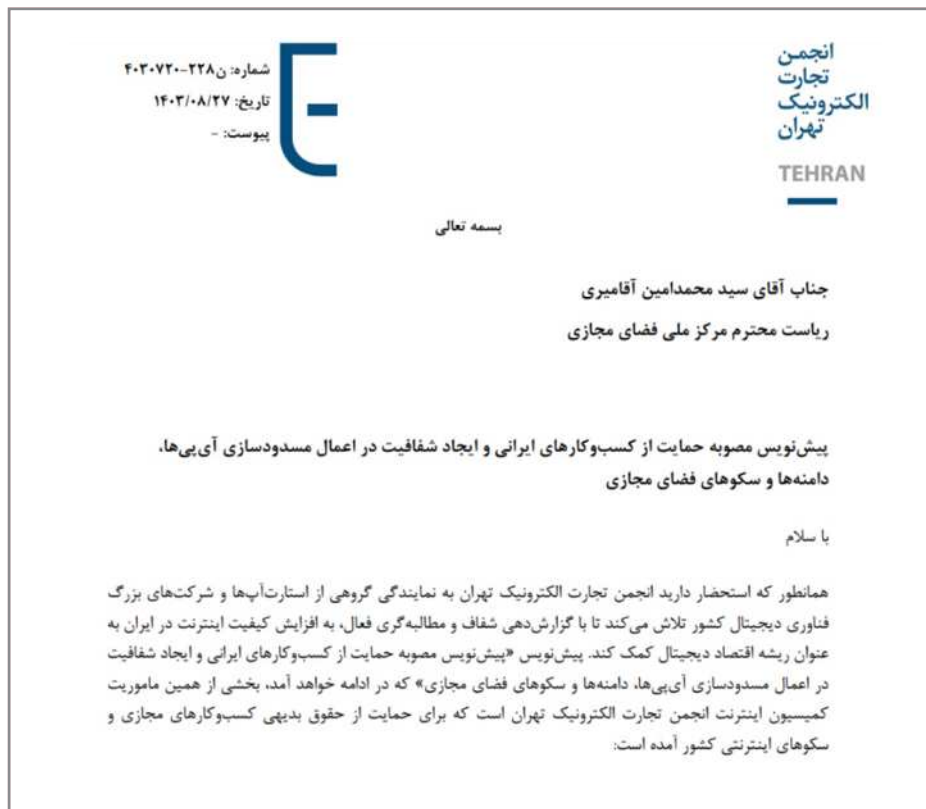 انجمن
تجارت
الکترونیک
تهران
TEHRAN
شماره: ن۲۲۸-۴۰۳۰۷۲۰
تاریخ: ۱۴۰۳/۰۸/۲۷
پیوست: -
بسمه تعالی
جناب آقای سید محمدامین آقامیری
ریاست محترم مرکز ملی فضای مجازی
پیش‌نویس مصوبه حمایت از کسب‌وکارهای ایرانی و ایجاد شفافیت در اعمال مسدودسازی آی‌پی‌ها،
دامنه‌ها و سکوهای فضای مجازی
با سلام
همانطور که استحضار دارید انجمن تجارت الکترونیک تهران به نمایندگی گروهی از استارت‌آپ‌ها و شرکت‌های بزرگ
فناوری دیجیتال کشور تلاش می‌کند تا با گزارش‌دهی شفاف و مطالبه‌گری فعال، به افزایش کیفیت اینترنت در ایران به
عنوان ریشه اقتصاد دیجیتال کمک کند. پیش‌نویس «پیش‌نویس مصوبه حمایت از کسب‌وکارهای ایرانی و ایجاد شفافیت
در اعمال مسدودسازی آی‌پی‌ها، دامنه‌ها و سکوهای فضای مجازی» که در ادامه خواهد آمد، بخشی از همین ماموریت
کمیسیون اینترنت انجمن تجارت الکترونیک تهران است که برای حمایت از حقوق بدیهی کسب‌وکارهای مجازی و
سکوهای اینترنتی کشور آمده است: